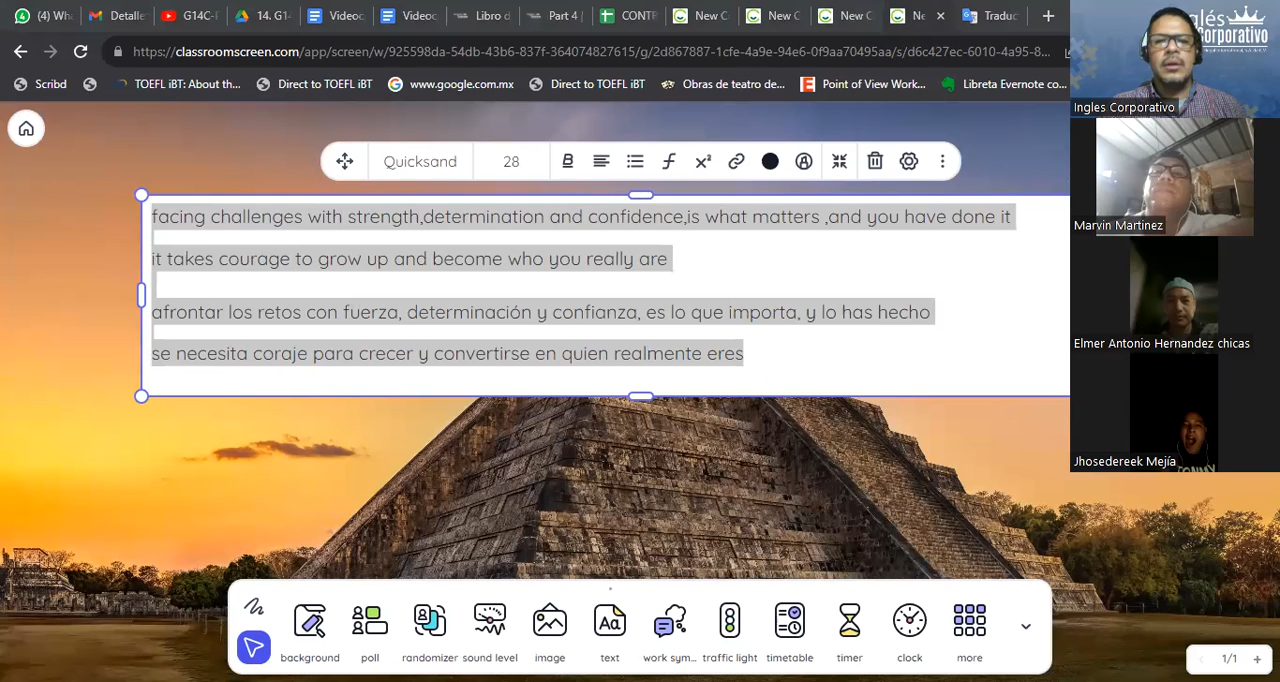 (4) Wha
Detalle
G14C-F
14. G1
Videoc
Videoc
Libro d
Part 4 |
CONTR
New C
New C
New C
Ne
Traduc
https://classroomscreen.com/app/screen/w/925598da-54db-43b6-837f-364074827615/g/2d867887-1cfe-4a9e-94e6-0f9aa70495aa/s/d6c427ec-6010-4a95-8...
Scribd
TOEFL iBT: About th...
Direct to TOEFL iBT
www.google.com.mx
Direct to TOEFL iBT
Obras de teatro de...
Point of View Work...
Libreta Evernote co...
Inglés
Corporativo
Ingles Corporativo
Quicksand
28
Marvin Martinez
facing challenges with strength,determination and confidence,is what matters ,and you have done it
it takes courage to grow up and become who you really are
afrontar los retos con fuerza, determinación y confianza, es lo que importa, y lo has hecho
se necesita coraje para crecer y convertirse en quien realmente eres
Elmer Antonio Hernandez chicas
Jhosedereek Mejía
background
poll
randomizer
sound level
image
text
work sym...
traffic light
timetable
timer
clock
more
1/1